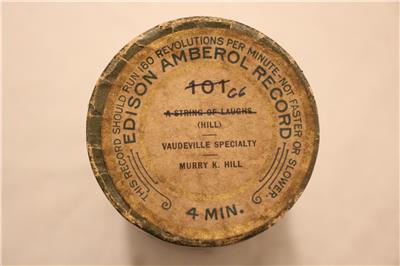 THIS RECORD SHOULD RUN 160 REVOLUTIONS PER MINUTE-NOT FASTER OR SLOWER
EDISON AMBEROL RECORD
101 66
A STRING OF LAUGHS
(HILL)
VAUDEVILLE SPECIALTY
MURRY K. HILL
4 MIN.